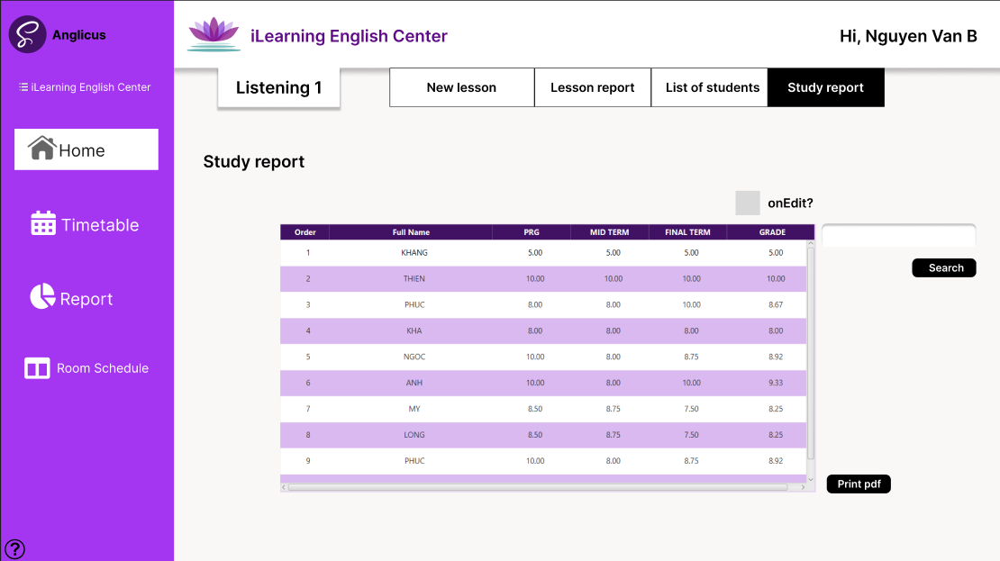 Anglicus
iLearning English Center
Hi, Nguyen Van B
iLearning English Center
Listening 1
New lesson Lesson report List of students Study report
Home
Study report
onEdit?
Timetable
Order Full Name PRG MID TERM FINAL TERM GRADE
1 KHANG 5.00 5.00 5.00 5.00
Search
2 THIEN 10.00 10.00 10.00 10.00
Report
3 PHUC 8.00 8.00 10.00 8.67
4 KHA 8.00 8.00 8.00 8.00
5 NGOC 10.00 8.00 8.75 8.92
Room Schedule
6 ANH 10.00 8.00 10.00 9.33
7 MY 8.50 8.75 7.50 8.25
8 LONG 8.50 8.75 7.50 8.25
9 PHUC 10.00 8.00 8.75 8.92
Print pdf
?